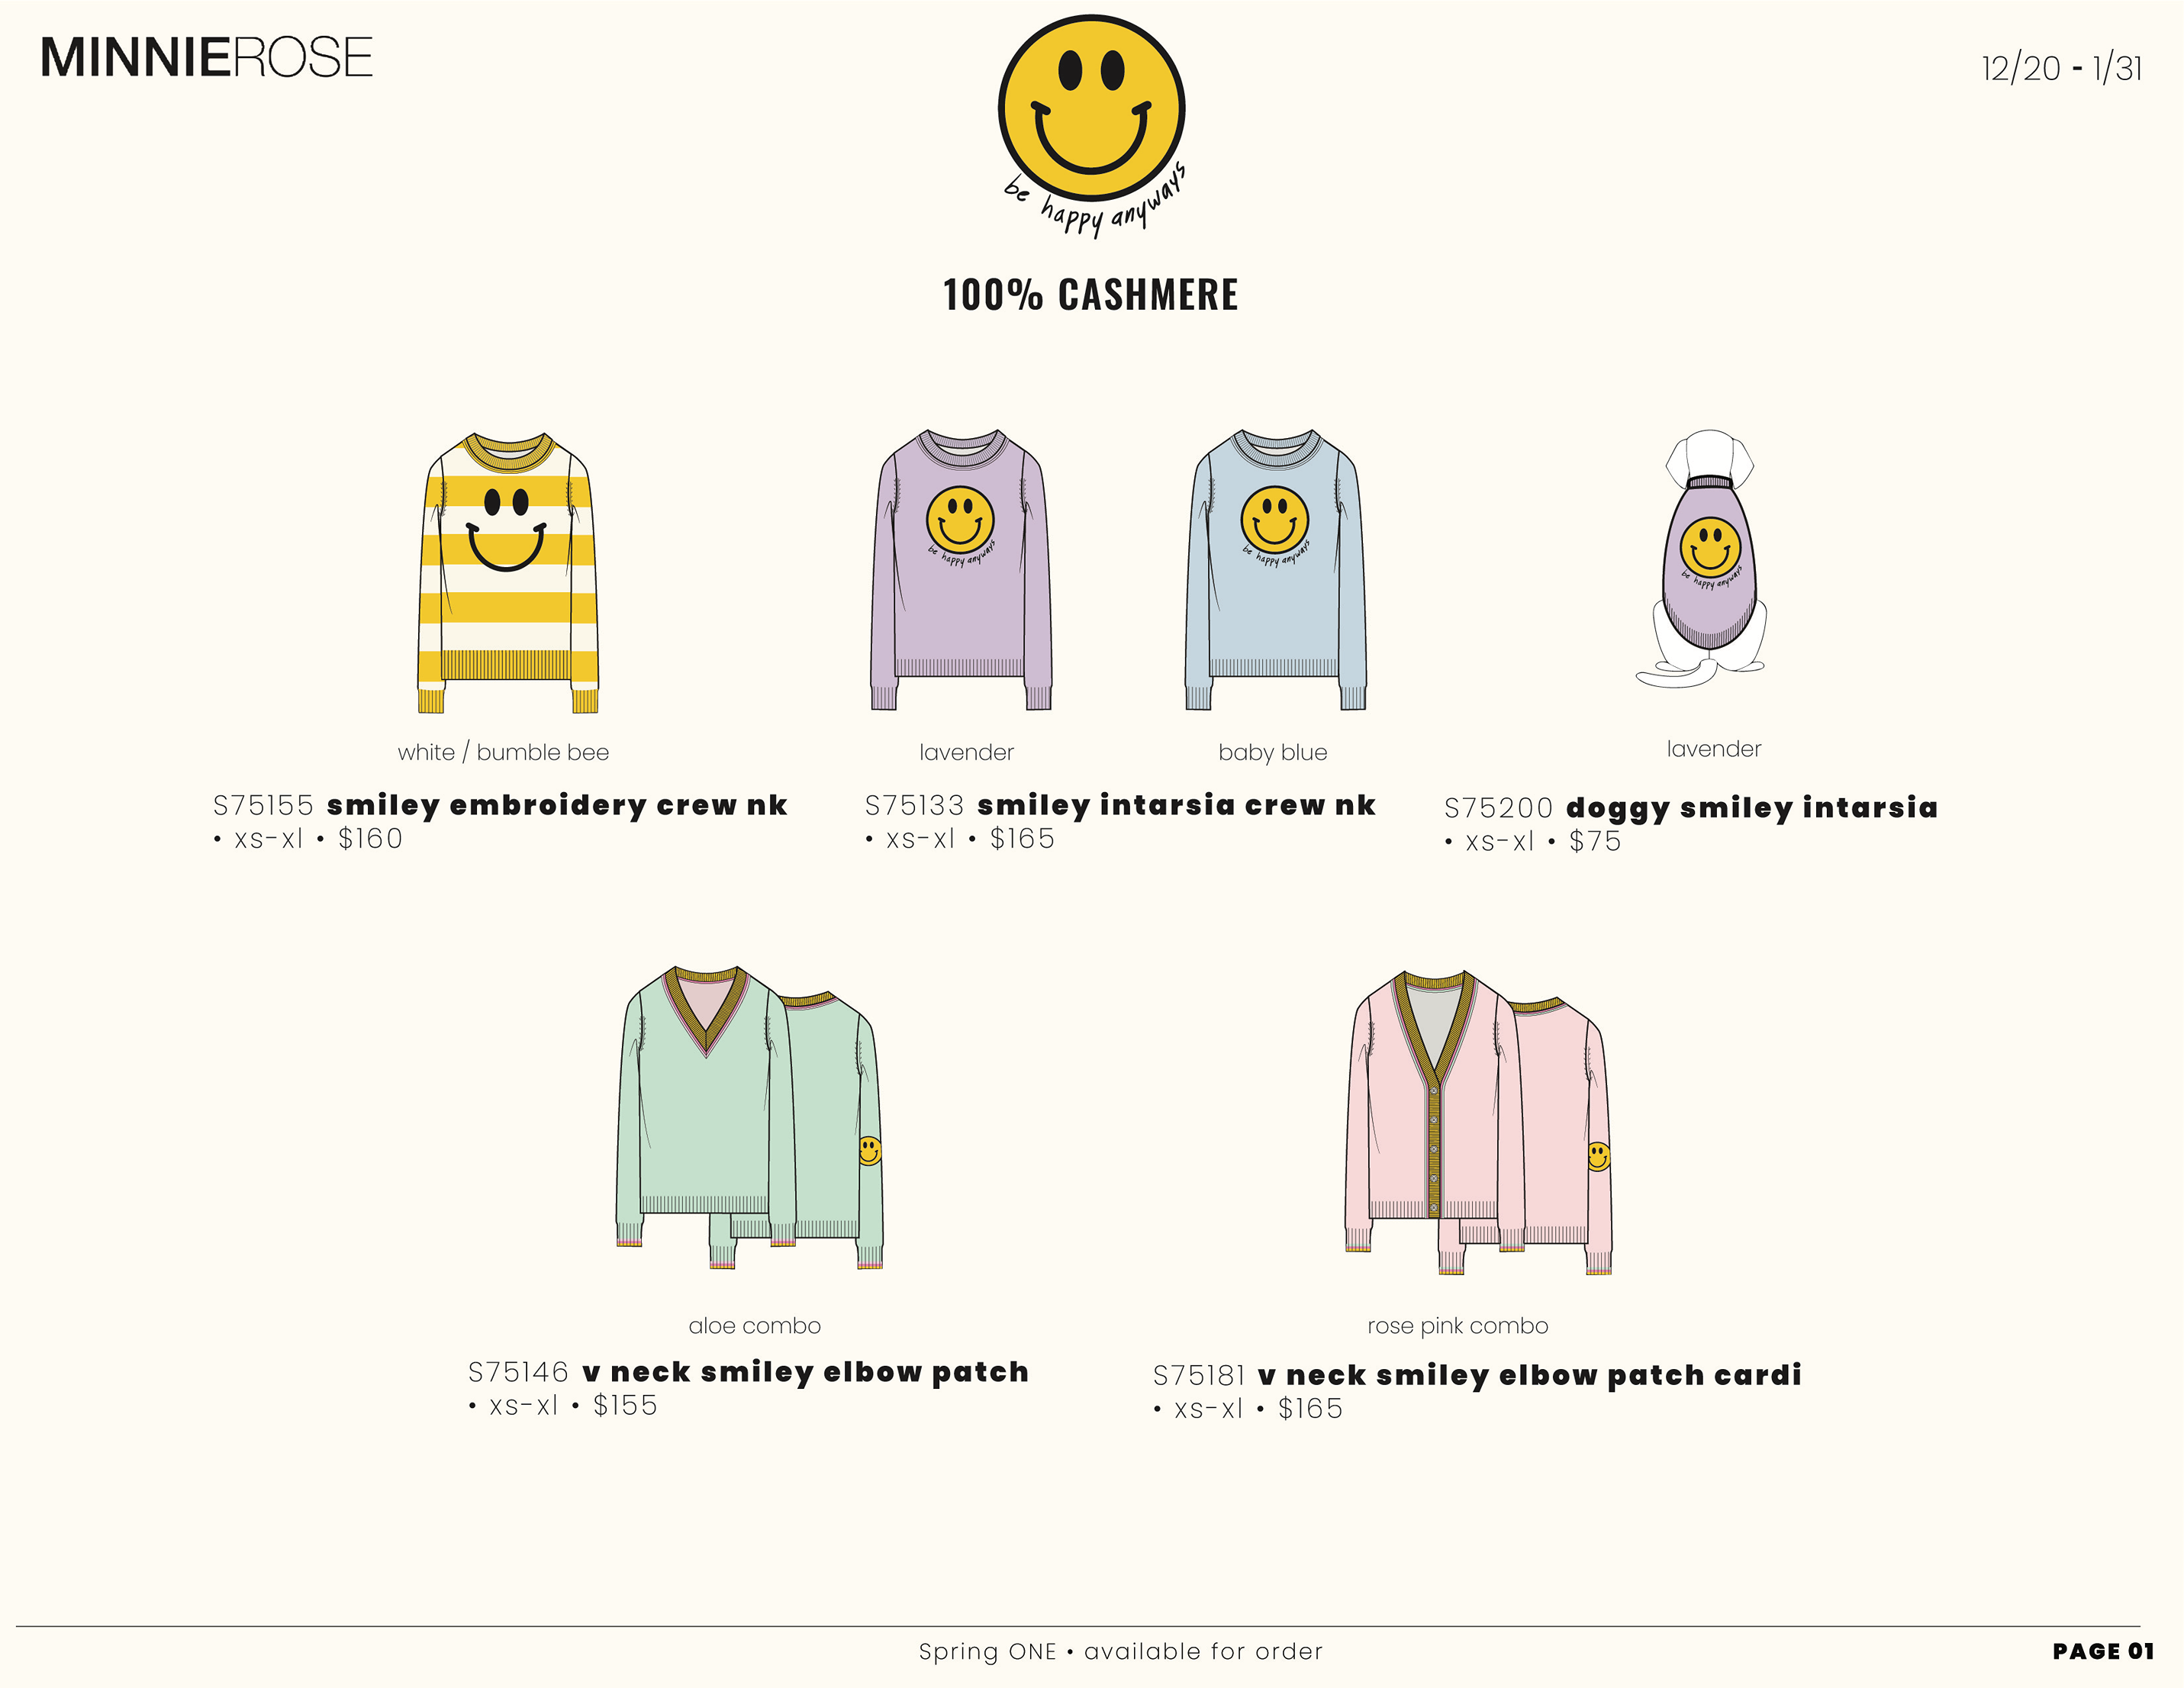 MINNIEROSE
12/20 - 1/31
be happy anyways
100% CASHMERE
be happy anyways
be happy anyways
be happy anyways
white / bumble bee
lavender
baby blue
lavender
S75155 smiley embroidery crew nk
• xs-xl • $160
S75133 smiley intarsia crew nk
• xs-xl • $165
S75200 doggy smiley intarsia
• xs-xl • $75
aloe combo
rose pink combo
S75146 v neck smiley elbow patch
• xs-xl • $155
S75181 v neck smiley elbow patch cardi
• xs-xl • $165
Spring ONE • available for order
PAGE 01